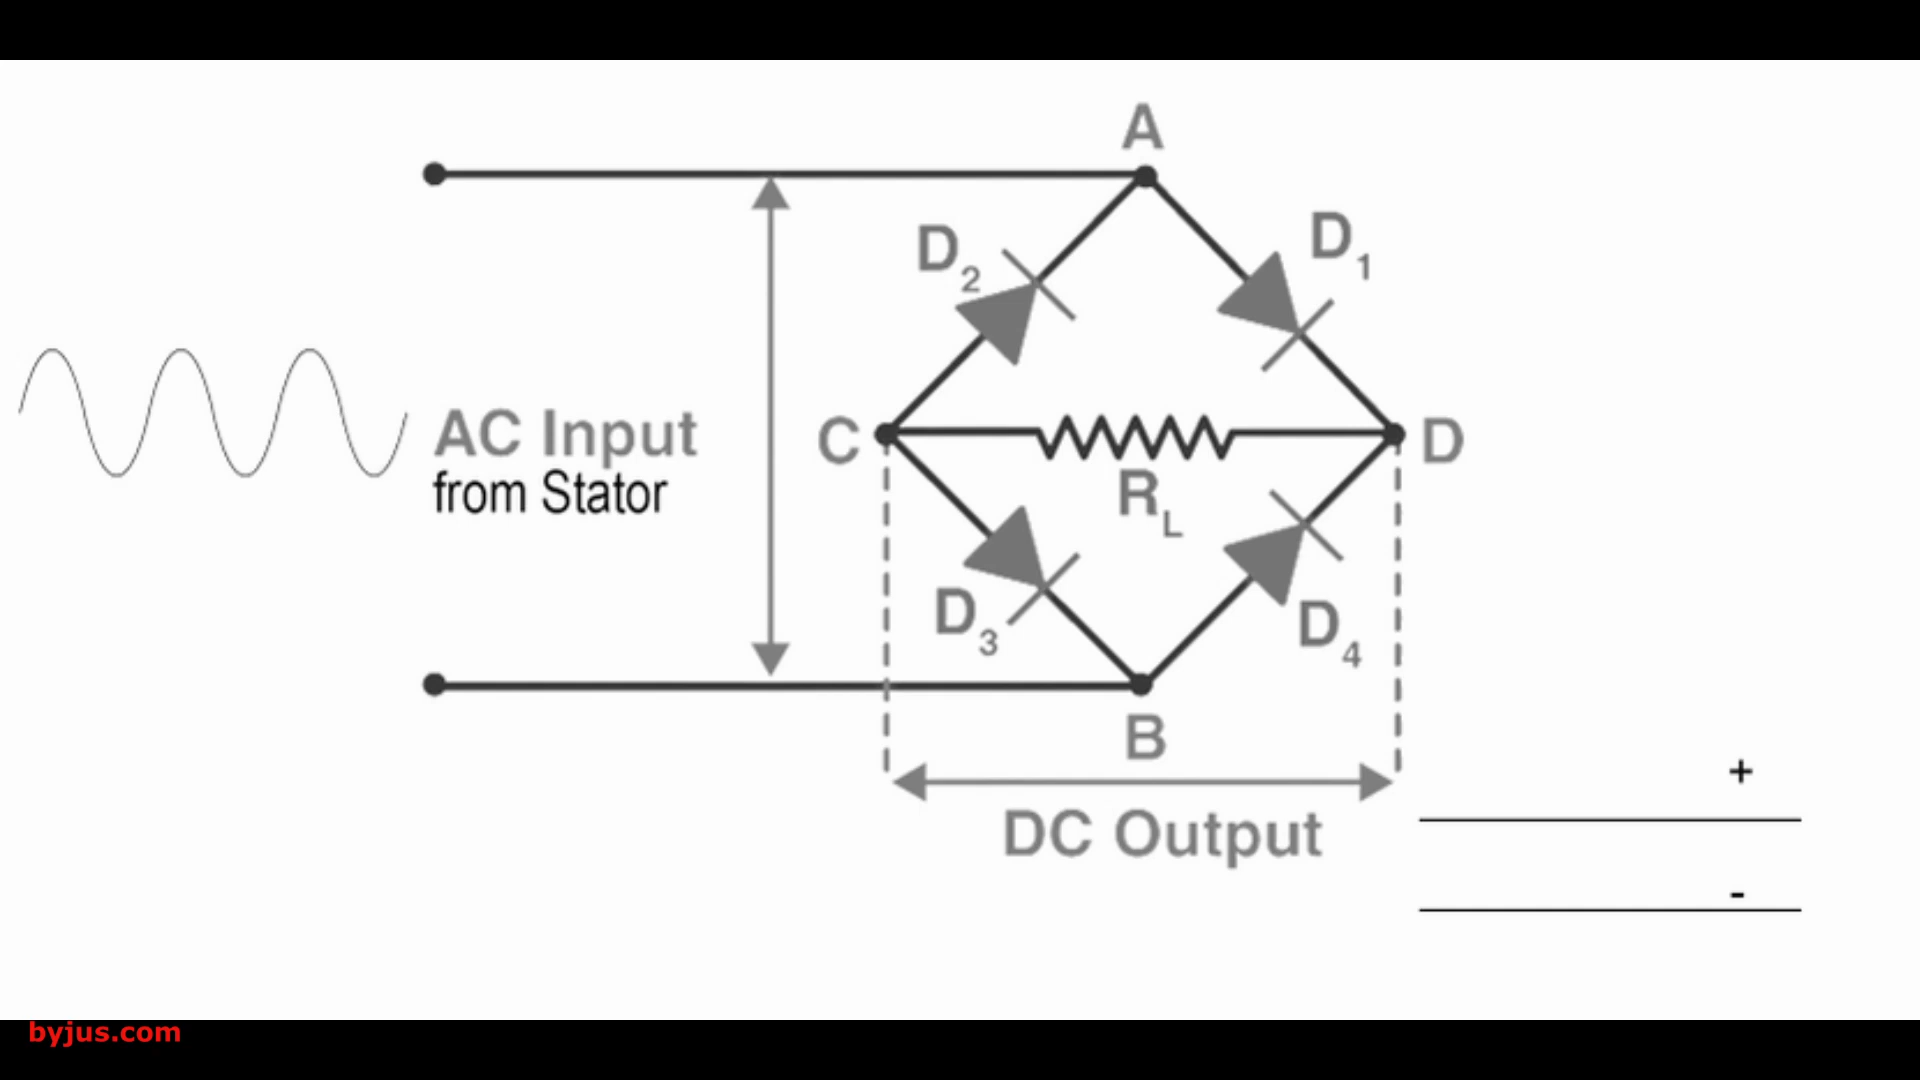 A
D1
D2
AC Input
from Stator
C
D
RL
D3
D4
B
+
DC Output
-
byjus.com